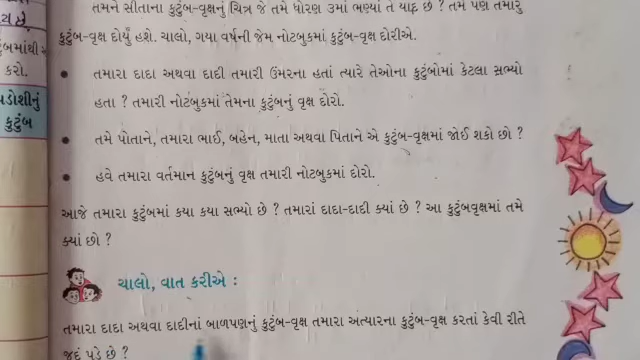 તમને સીતાના કુટુંબ-વૃક્ષનું ચિત્ર જે તમે ધોરણ ૩માં ભણ્યાં તે યાદ છે ? તમે પણ તમારું
કુટુંબ-વૃક્ષ દોર્યું હશે. ચાલો, ગયા વર્ષની જેમ નોટબુકમાં કુટુંબ-વૃક્ષ દોરીએ.
કરો.
ડોશીનું
કુટુંબ
• તમારા દાદા અથવા દાદી તમારી ઉંમરના હતાં ત્યારે તેઓના કુટુંબોમાં કેટલા સભ્યો
હતા ? તમારી નોટબુકમાં તેમના કુટુંબનું વૃક્ષ દોરો.
• તમે પોતાને, તમારા ભાઈ, બહેન, માતા અથવા પિતાને એ કુટુંબ-વૃક્ષમાં જોઈ શકો છો ?
• હવે તમારા વર્તમાન કુટુંબનું વૃક્ષ તમારી નોટબુકમાં દોરો.
આજે તમારા કુટુંબમાં કયા કયા સભ્યો છે ? તમારાં દાદા-દાદી ક્યાં છે ? આ કુટુંબવૃક્ષમાં તમે
ક્યાં છો ?
ચાલો, વાત કરીએ :
તમારા દાદા અથવા દાદીનાં બાળપણનું કુટુંબ-વૃક્ષ તમારા અત્યારના કુટુંબ-વૃક્ષ કરતાં કેવી રીતે
જુદું પડે છે ?